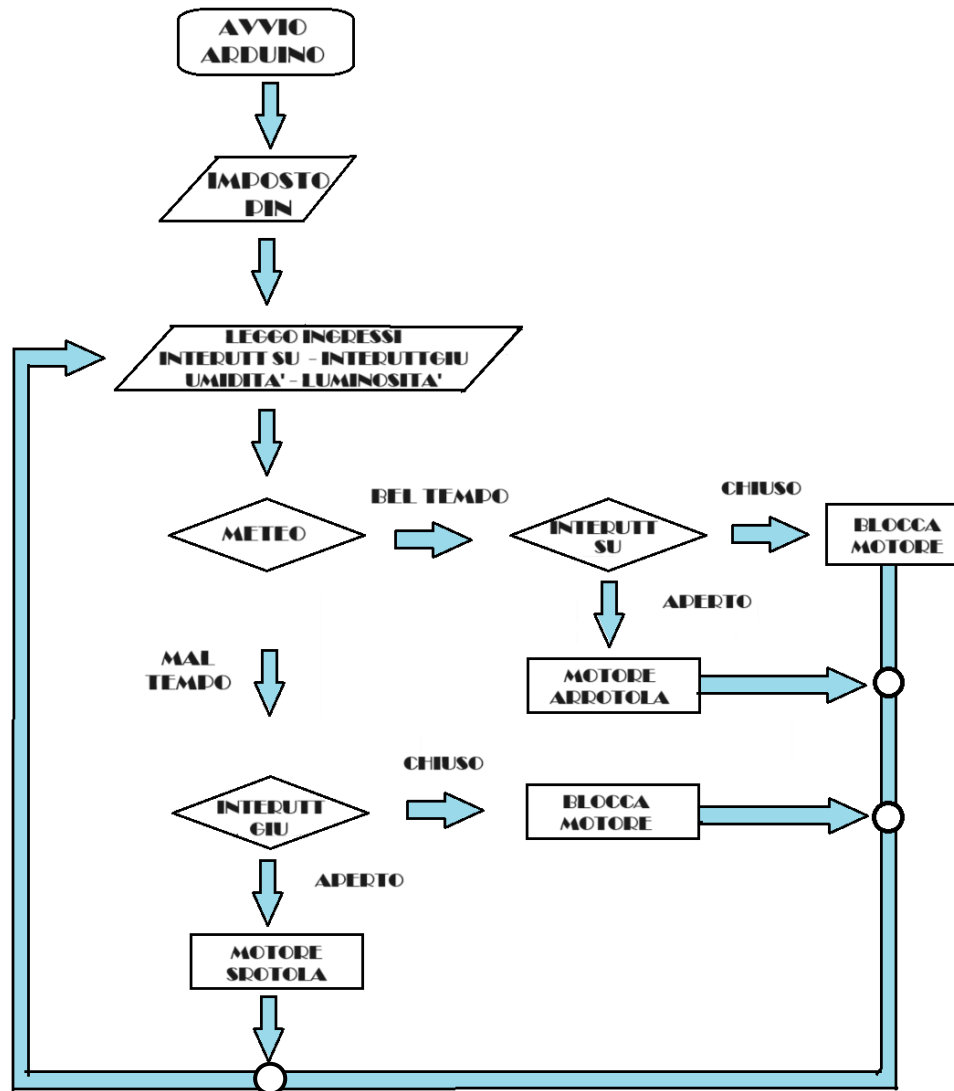 AVVIO
ARDUINO
IMPOSTO
PIN
LEGGO INGRESSI
INTERUTT SU - INTERUTTGIU
UMIDITA' - LUMINOSITA'
METEO
BEL TEMPO
INTERUTT
SU
CHIUSO
BLOCCA
MOTORE
APERTO
MOTORE
ARROTOLA
MAL
TEMPO
INTERUTT
GIU
CHIUSO
BLOCCA
MOTORE
APERTO
MOTORE
SROTOLA